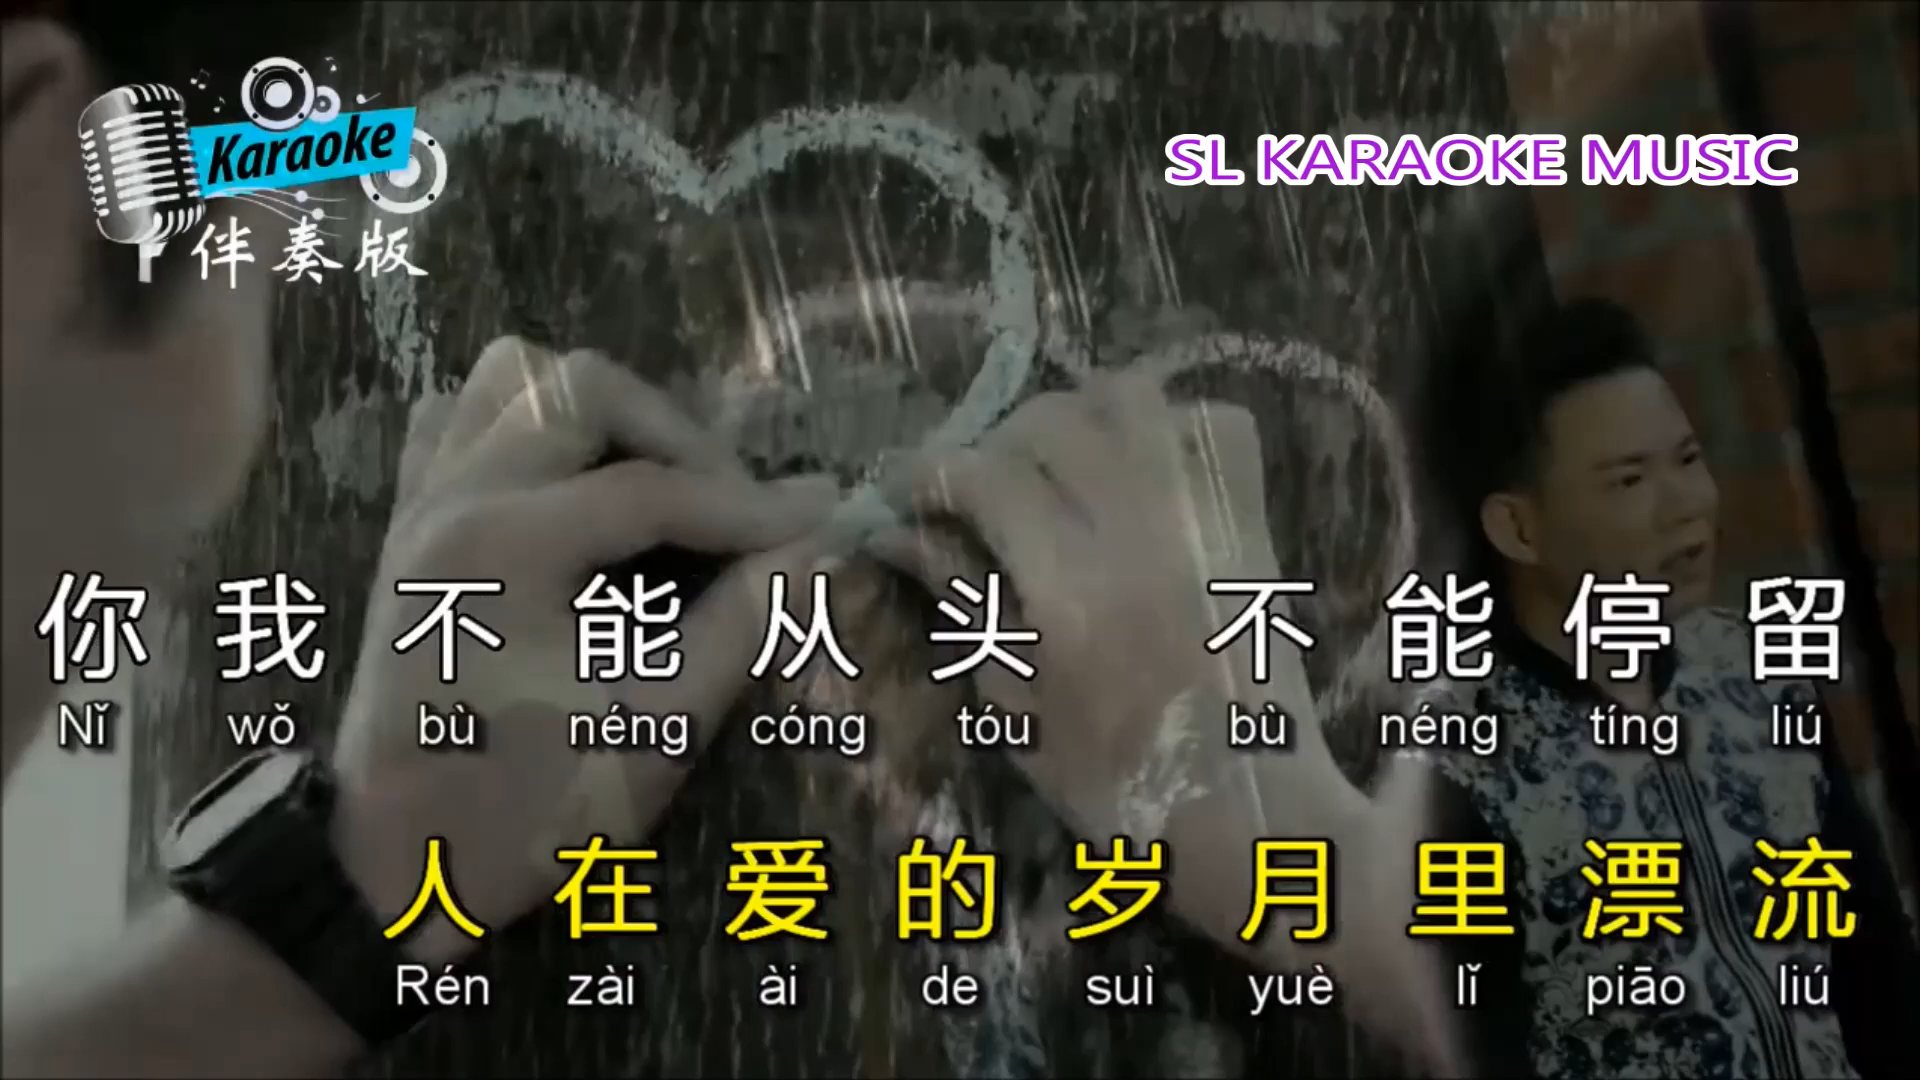 Karaoke
伴奏版
SL KARAOKE MUSIC
你我不能从头 不能停留
Nǐ wǒ bù néng cóng tóu bù néng tíng liú
人在爱的岁月里漂流
Rén zài ài de suì yuè lǐ piāo liú